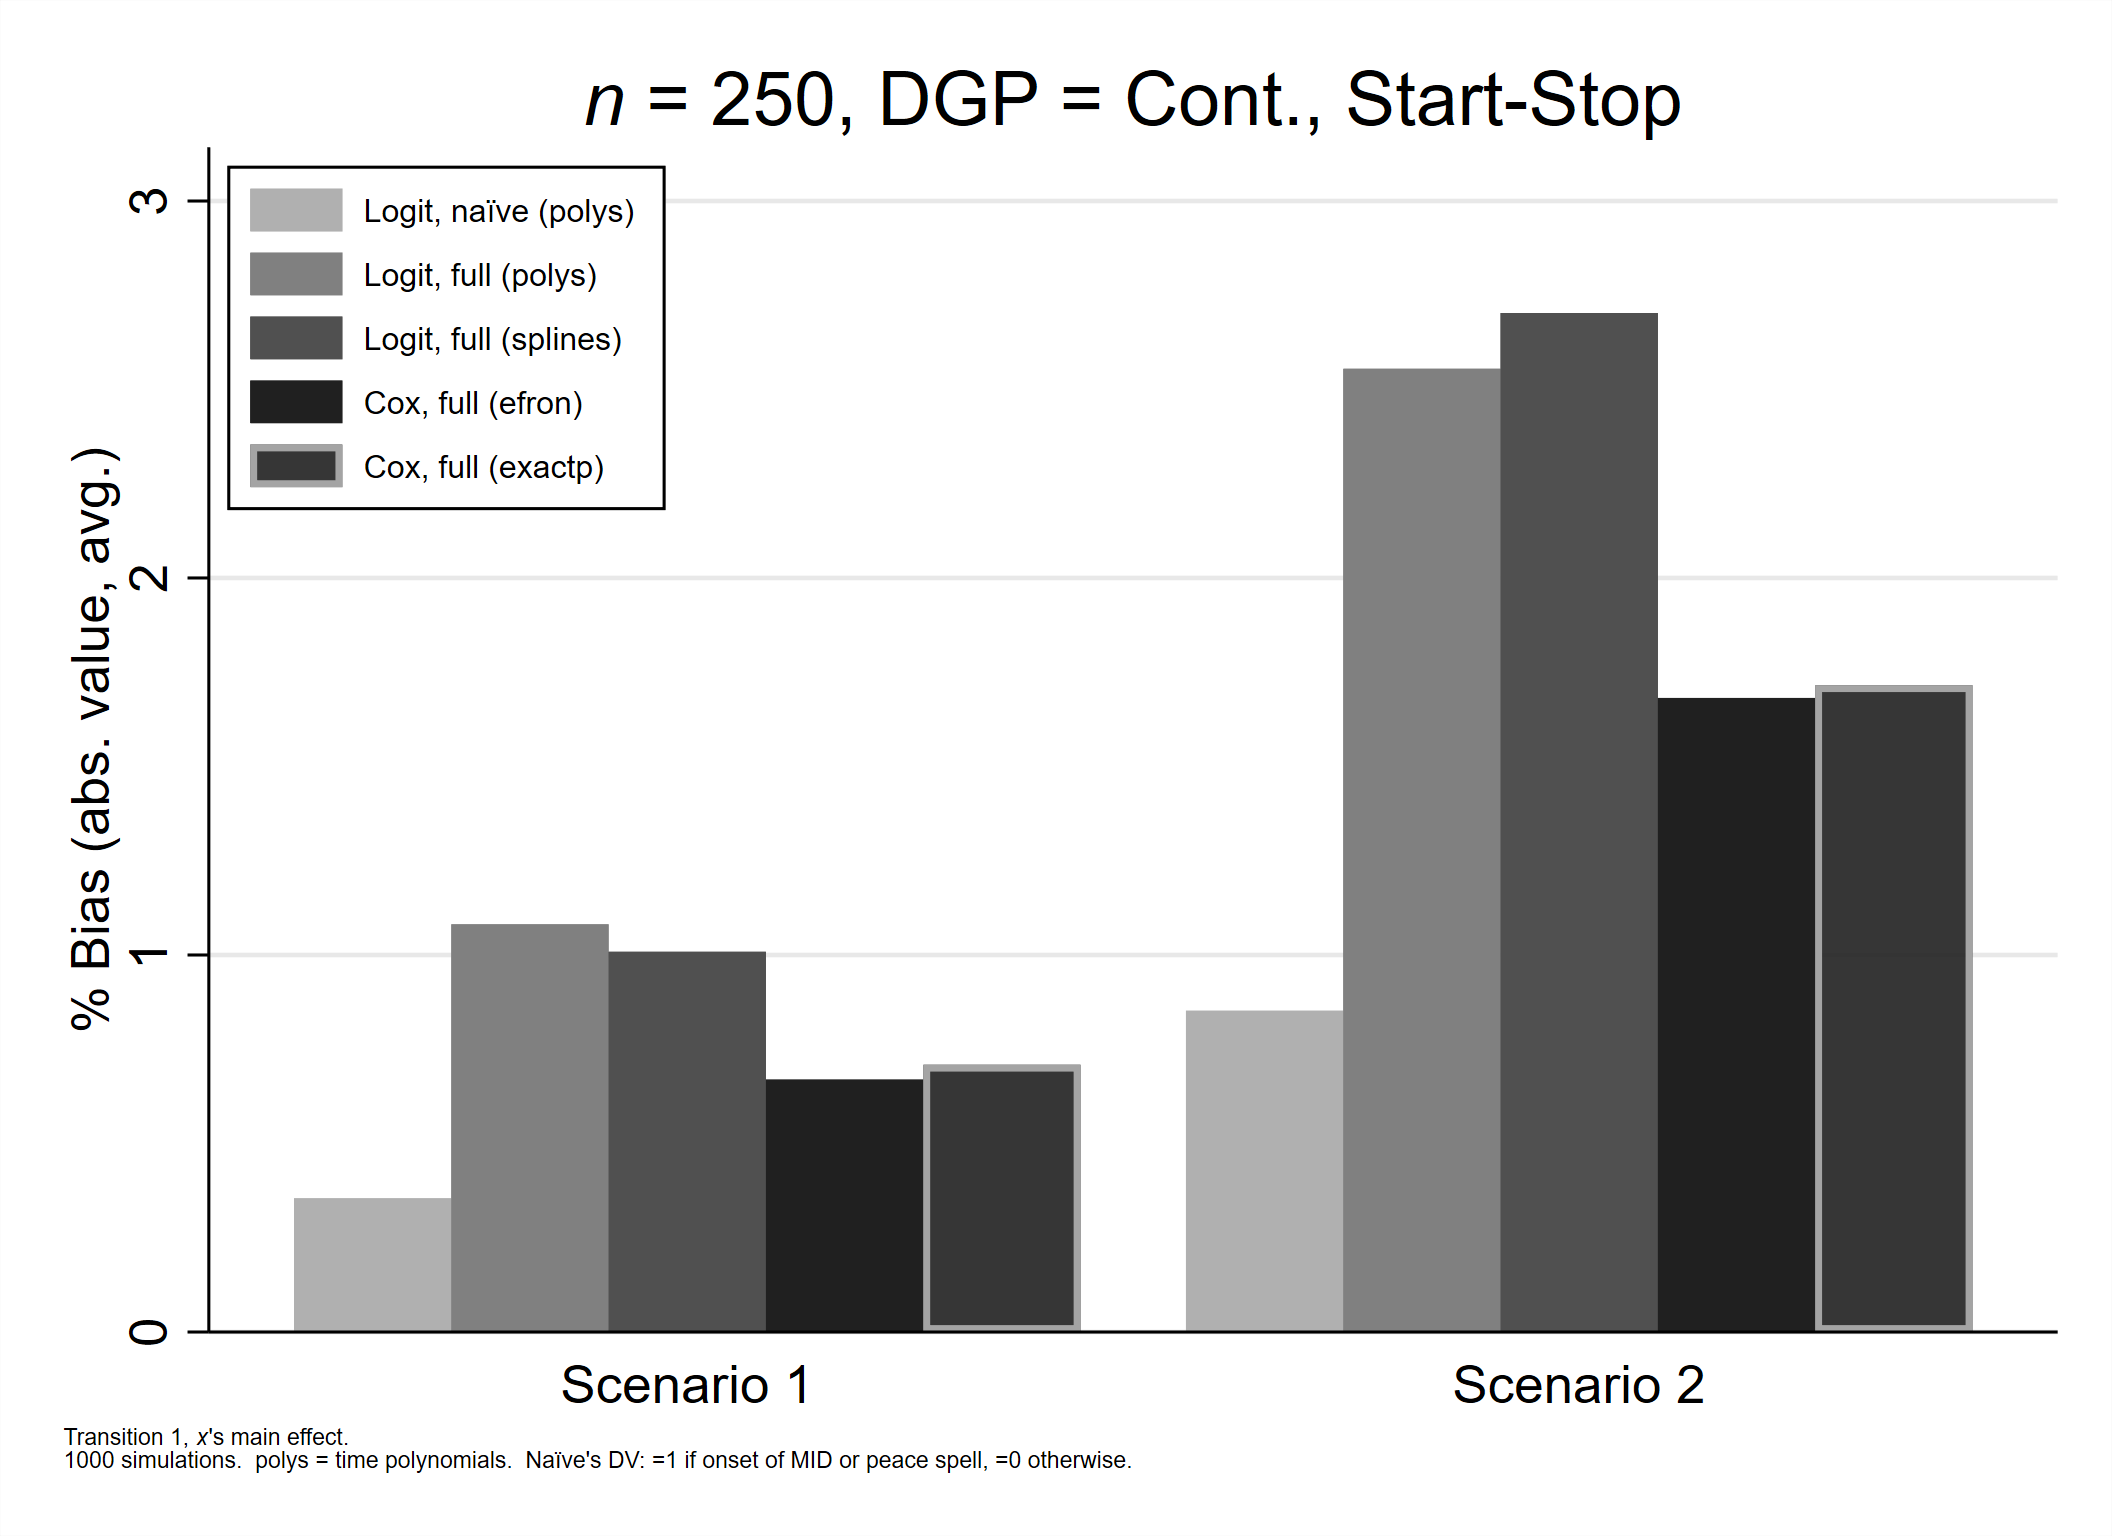 n = 250, DGP = Cont., Start-Stop
Logit, naïve (polys)
Logit, full (polys)
Logit, full (splines)
Cox, full (efron)
Cox, full (exactp)
% Bias (abs. value, avg.)
3
2
1
0
Scenario 1
Scenario 2
Transition 1, x's main effect.
1000 simulations.  polys = time polynomials.  Naïve's DV: =1 if onset of MID or peace spell, =0 otherwise.